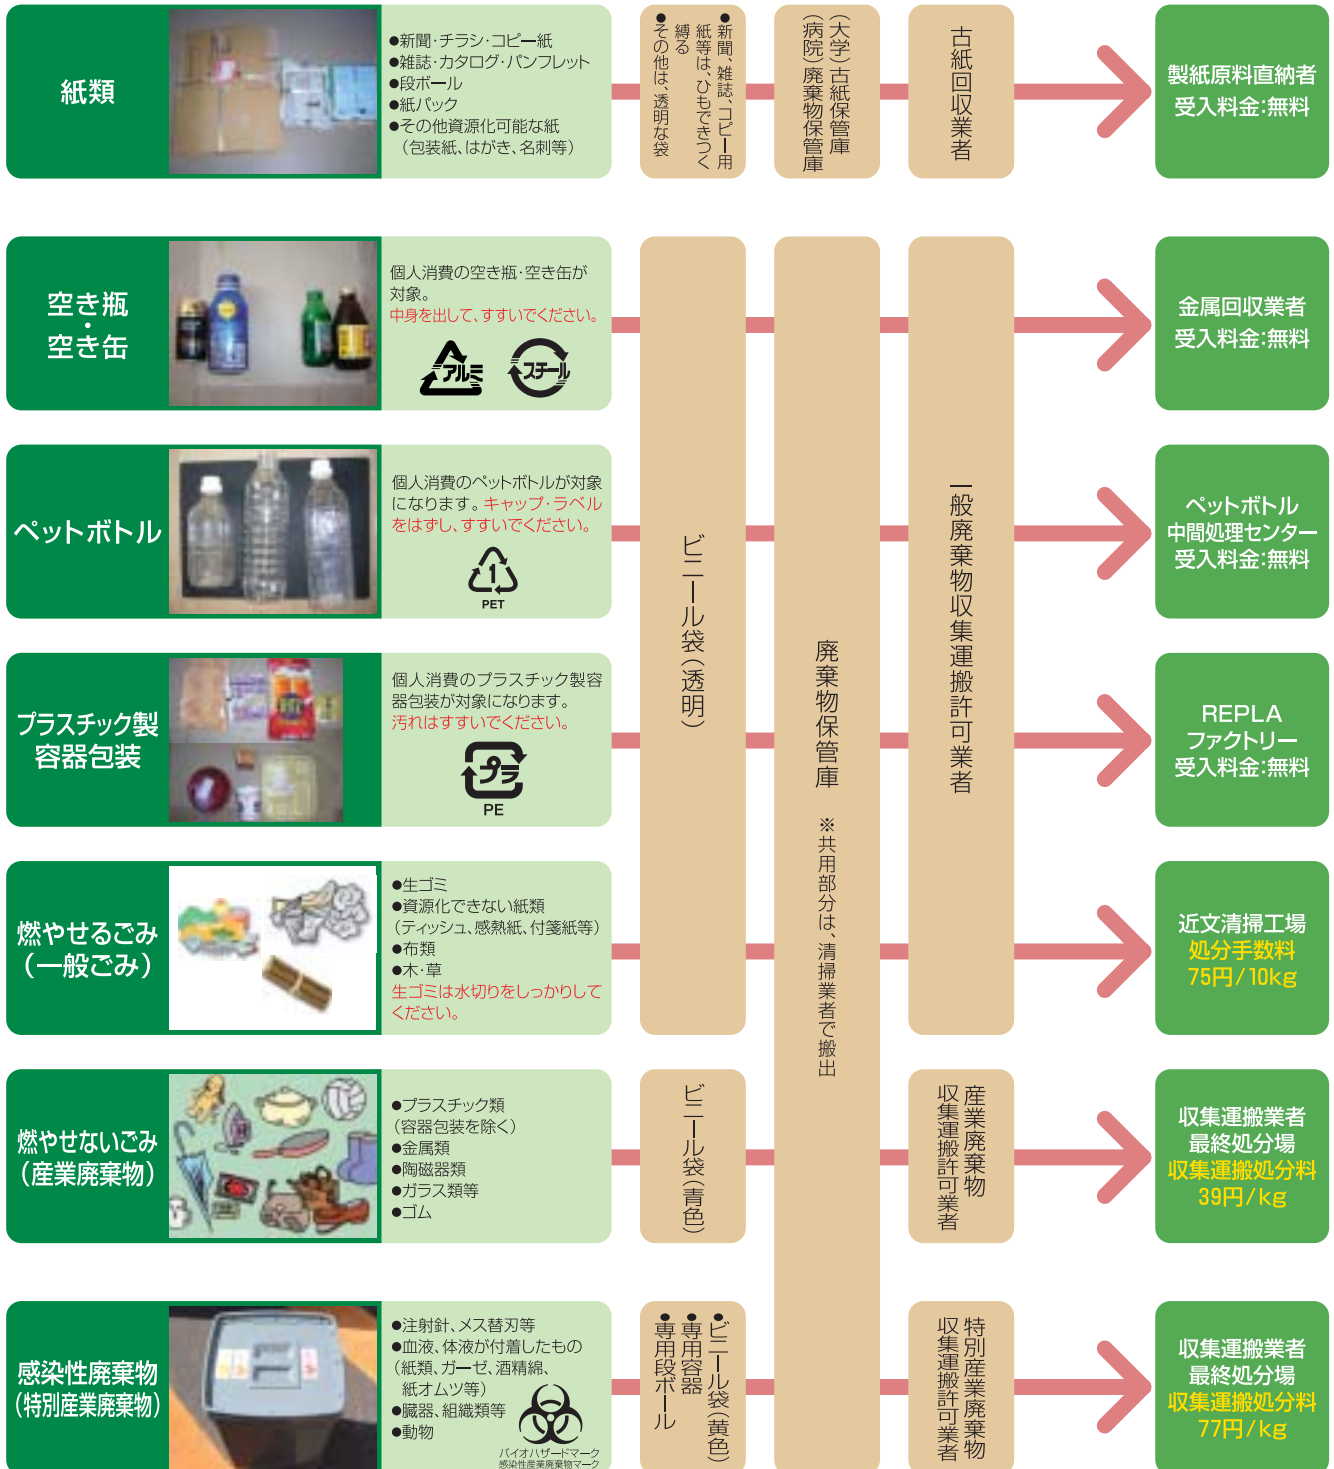 紙類
●新聞・チラシ・コピー紙
●雑誌・カタログ・パンフレット
●段ボール
●紙パック
●その他資源化可能な紙
（包装紙、はがき、名刺等）
●新聞、雑誌、コピー用
紙等は、ひもできつく
縛る
●その他は、透明な袋
（大学）古紙保管庫
（病院）廃棄物保管庫
古紙回収業者
製紙原料直納者
受入料金:無料
空き瓶
・
空き缶
個人消費の空き瓶・空き缶が
対象。
中身を出して、すすいでください。
アルミ
スチール
金属回収業者
受入料金:無料
ペットボトル
個人消費のペットボトルが対象
になります。キャップ・ラベル
をはずし、すすいでください。
1
PET
ペットボトル
中間処理センター
受入料金:無料
プラスチック製
容器包装
個人消費のプラスチック製容
器包装が対象になります。
汚れはすすいでください。
プラ
PE
REPLA
ファクトリー
受入料金:無料
燃やせるごみ
（一般ごみ）
●生ゴミ
●資源化できない紙類
（ティッシュ、感熱紙、付箋紙等）
●布類
●木・草
生ゴミは水切りをしっかりして
ください。
ビニール袋（透明）
廃棄物保管庫　※共用部分は、清掃業者で搬出
一般廃棄物収集運搬許可業者
近文清掃工場
処分手数料
75円/10kg
燃やせないごみ
（産業廃棄物）
●プラスチック類
（容器包装を除く）
●金属類
●陶磁器類
●ガラス類等
●ゴム
ビニール袋（青色）
産業廃棄物
収集運搬許可業者
収集運搬業者
最終処分場
収集運搬処分料
39円/kg
感染性廃棄物
（特別産業廃棄物）
●注射針、メス替刃等
●血液、体液が付着したもの
（紙類、ガーゼ、酒精綿、
紙オムツ等）
●臓器、組織類等
●動物
バイオハザードマーク
感染性産業廃棄物マーク
●ビニール袋（黄色）
●専用容器
●専用段ボール
特別産業廃棄物
収集運搬許可業者
収集運搬業者
最終処分場
収集運搬処分料
77円/kg